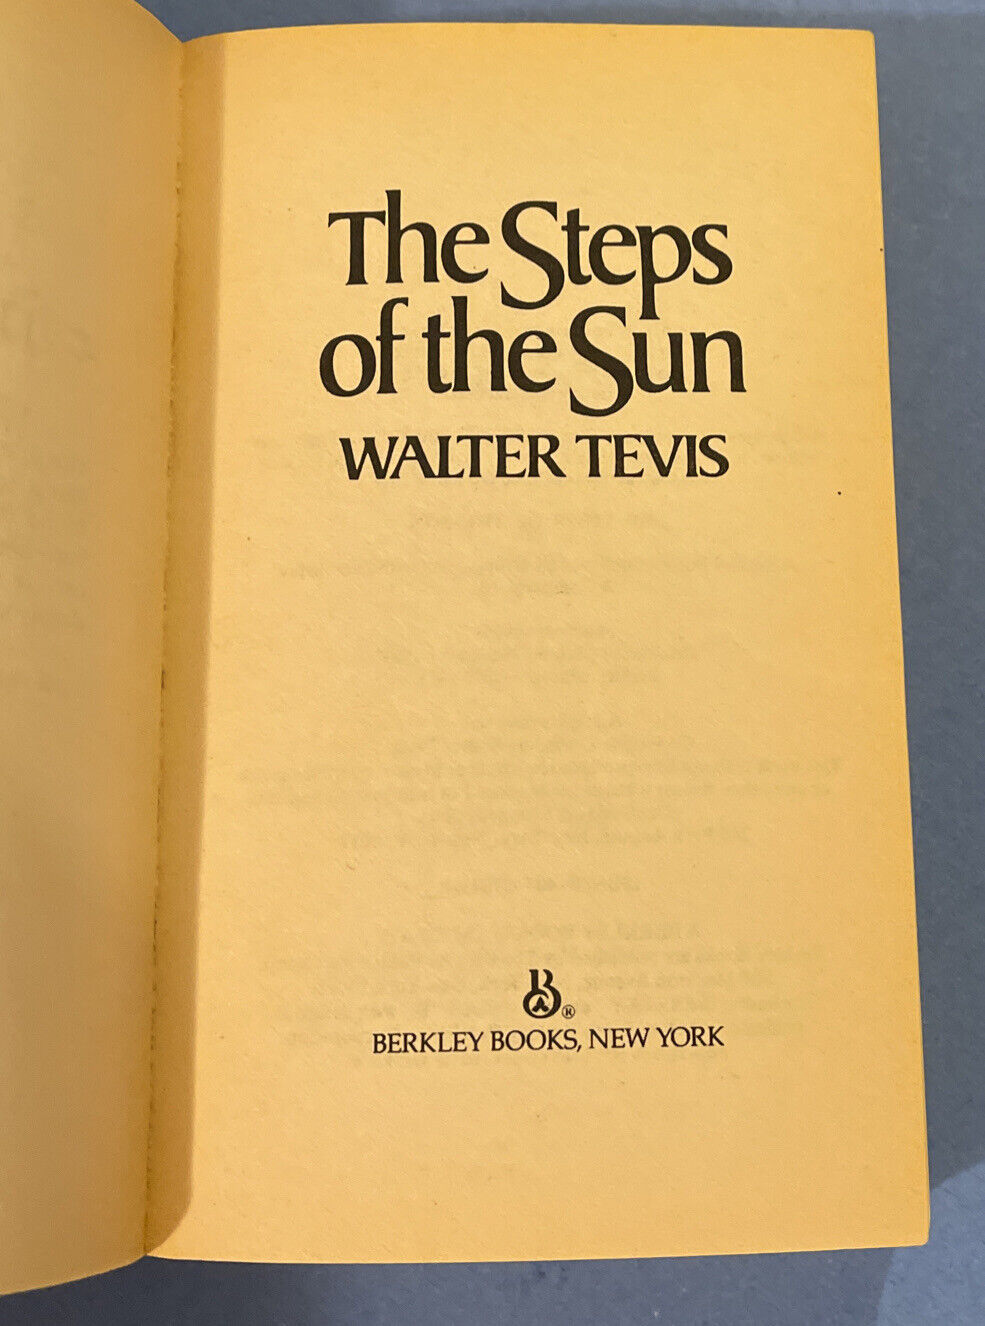 The Steps
of the Sun
WALTER TEVIS
B®
BERKLEY BOOKS, NEW YORK